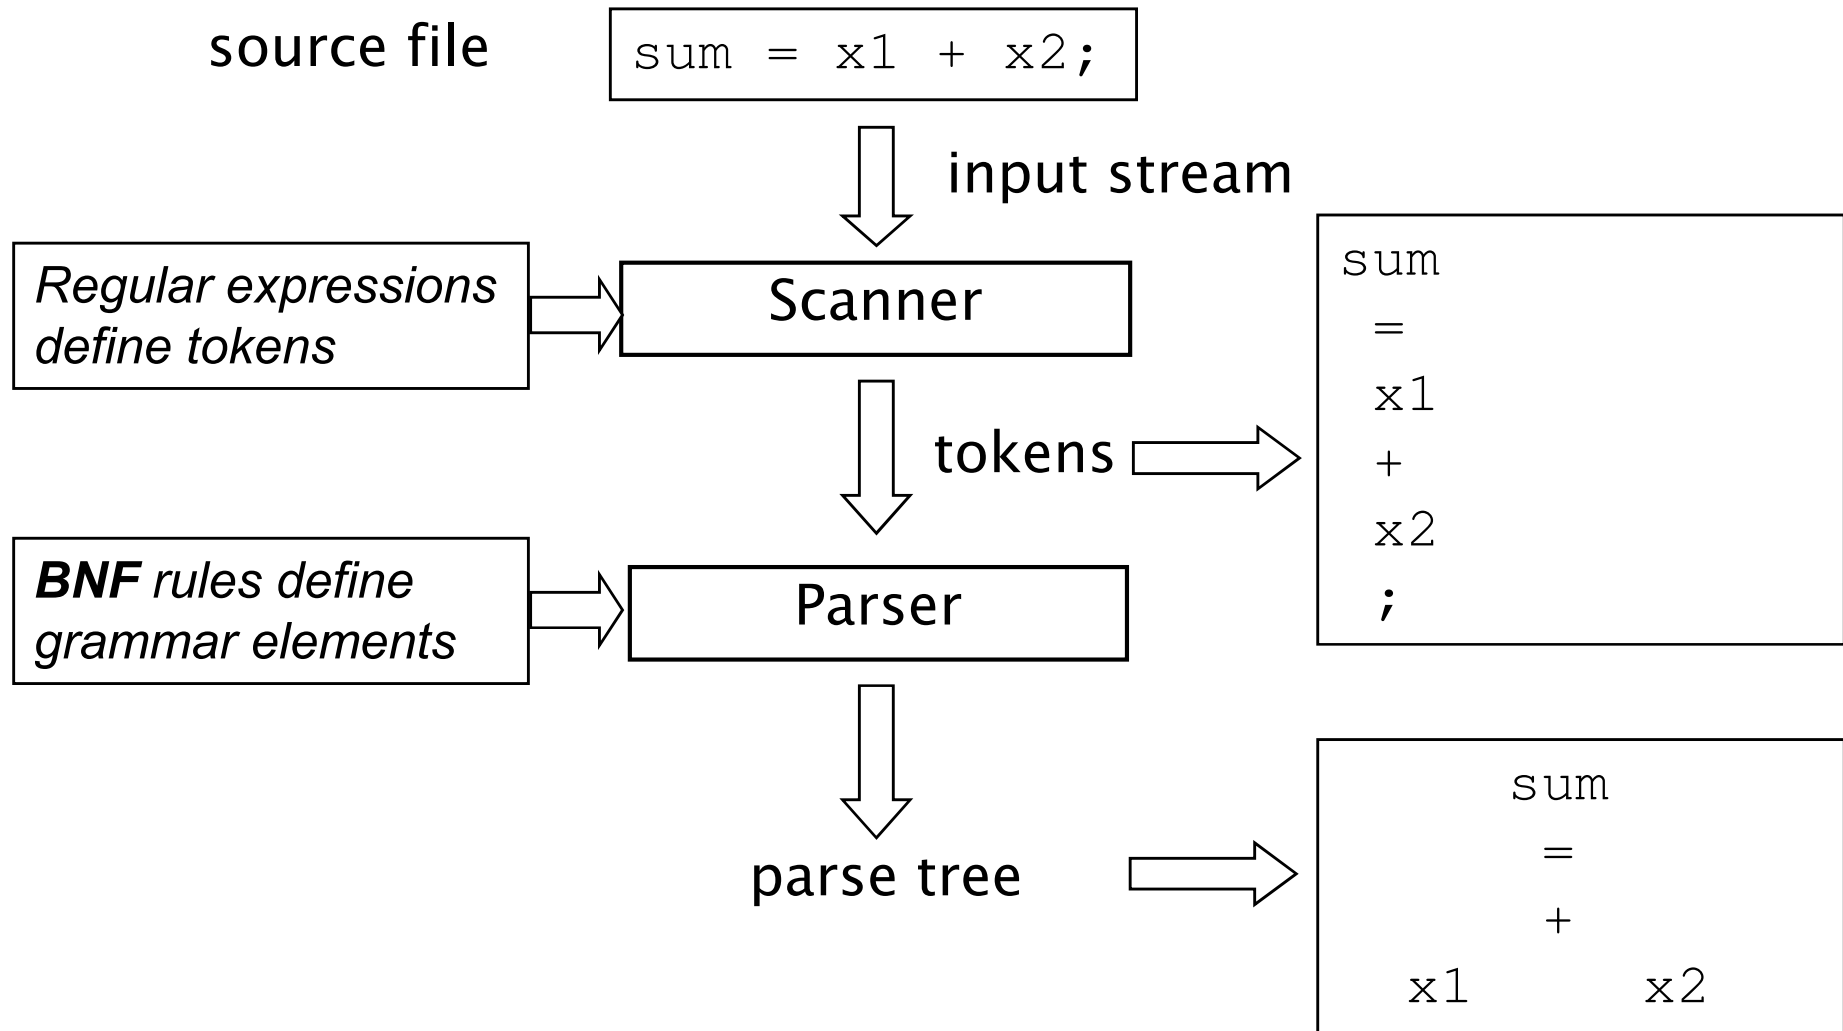 source file
sum = x1 + x2;
input stream
Regular expressions
define tokens
Scanner
tokens
sum
=
x1
+
x2
;
BNF rules define
grammar elements
Parser
parse tree
sum
=
+
x1 x2